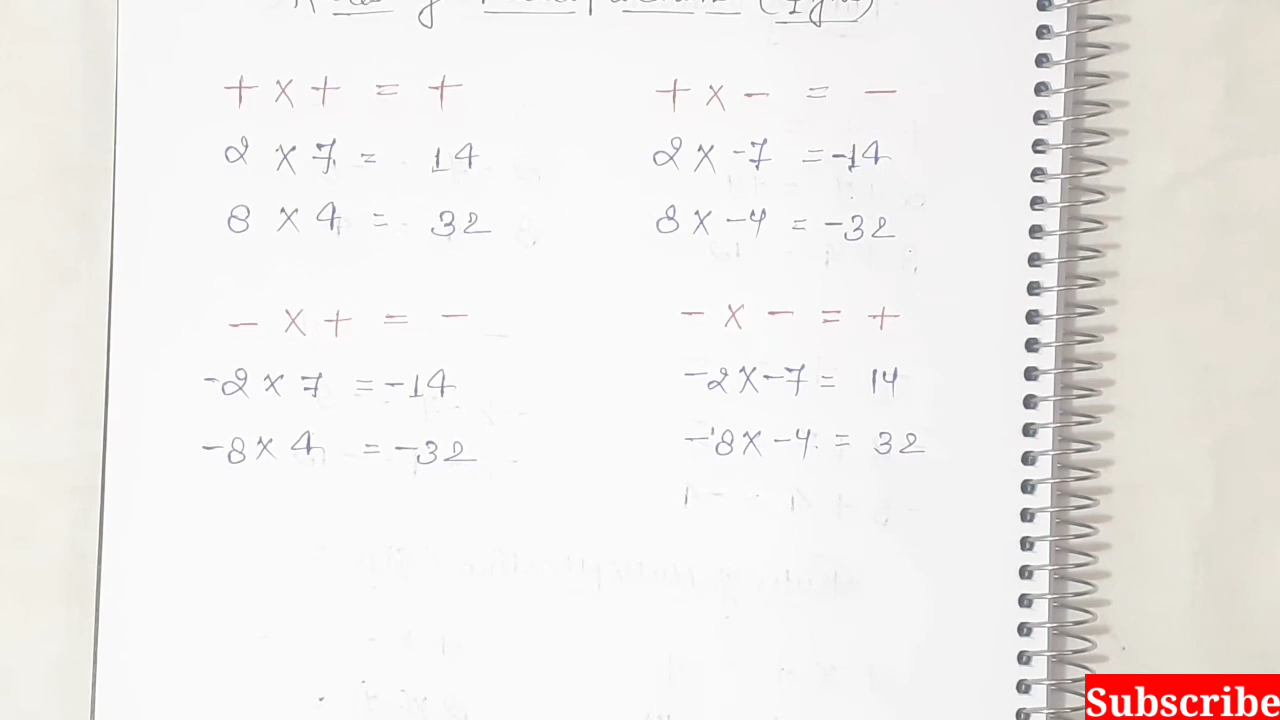 + x + = +
2 x 7 = 14
8 x 4 = 32
+ x - = -
2 x -7 = -14
8 x -4 = -32
- x + = -
-2 x 7 = -14
-8 x 4 = -32
- x - = +
-2 x -7 = 14
-8 x -4 = 32
Subscribe